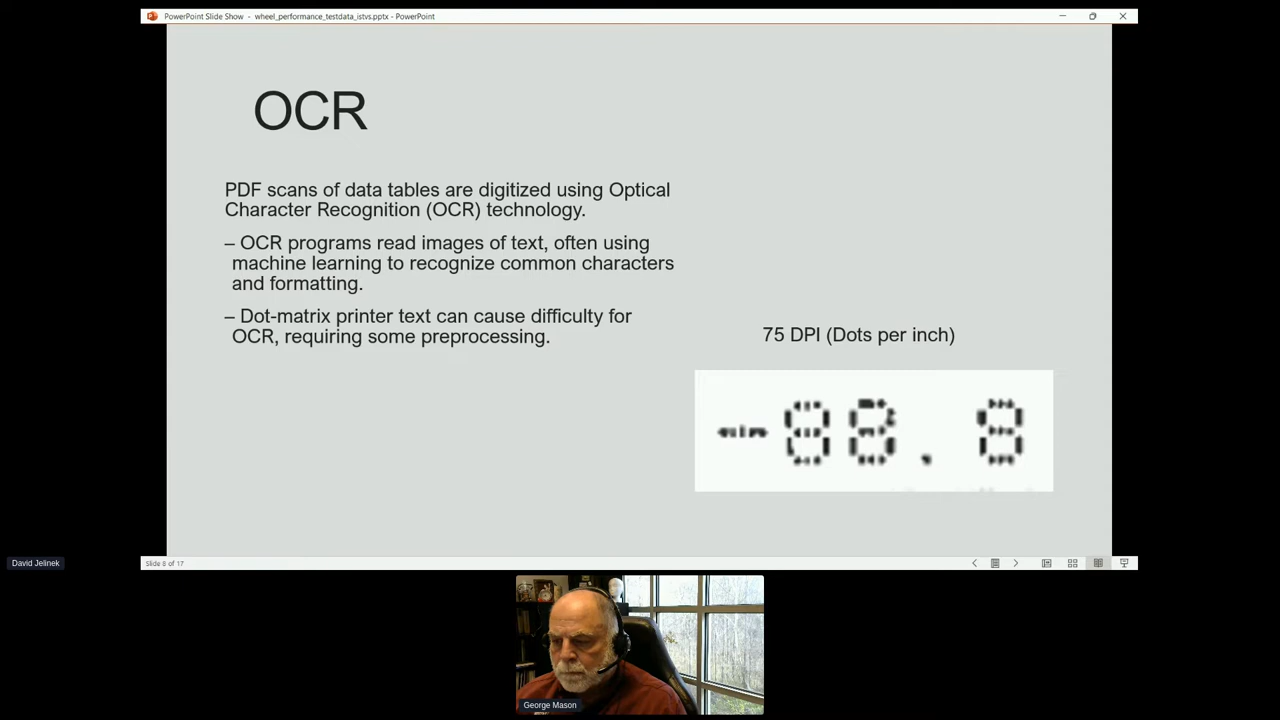 PowerPoint Slide Show - wheel_performance_testdata_istvs.pptx - PowerPoint
OCR
PDF scans of data tables are digitized using Optical
Character Recognition (OCR) technology.
– OCR programs read images of text, often using
machine learning to recognize common characters
and formatting.
– Dot-matrix printer text can cause difficulty for
OCR, requiring some preprocessing.
75 DPI (Dots per inch)
-88.8
David Jelinek
Slide 8 of 17
George Mason